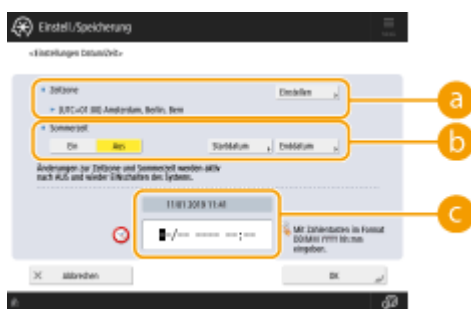 Einstell./Speicherung
<Einstellungen Datum/Zeit>
Zeitzone
Einstellen
a
(UTC+01:00) Amsterdam, Berlin, Bern
Sommerzeit
b
Ein
Aus
Startdatum
Enddatum
Änderungen zur Zeitzone und Sommerzeit werden aktiv
nach AUS und wieder EINschalten des Systems.
11/01 2019 11:41
c
--/-- ---- --:--
Mit Zahlentasten im Format
DD/MM YYYY hh:mm
eingeben.
Abbrechen
OK